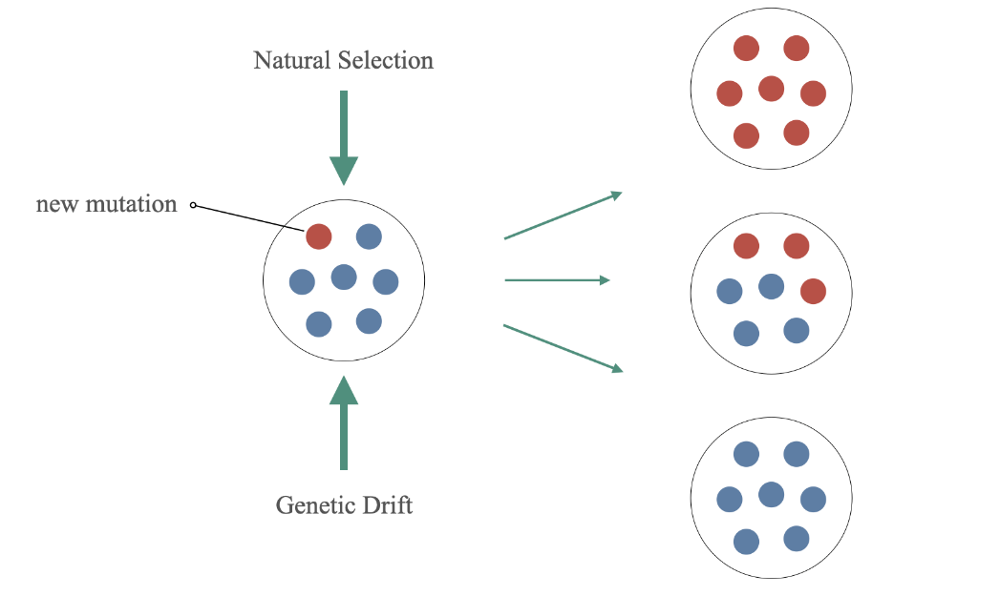 Natural Selection
new mutation
Genetic Drift